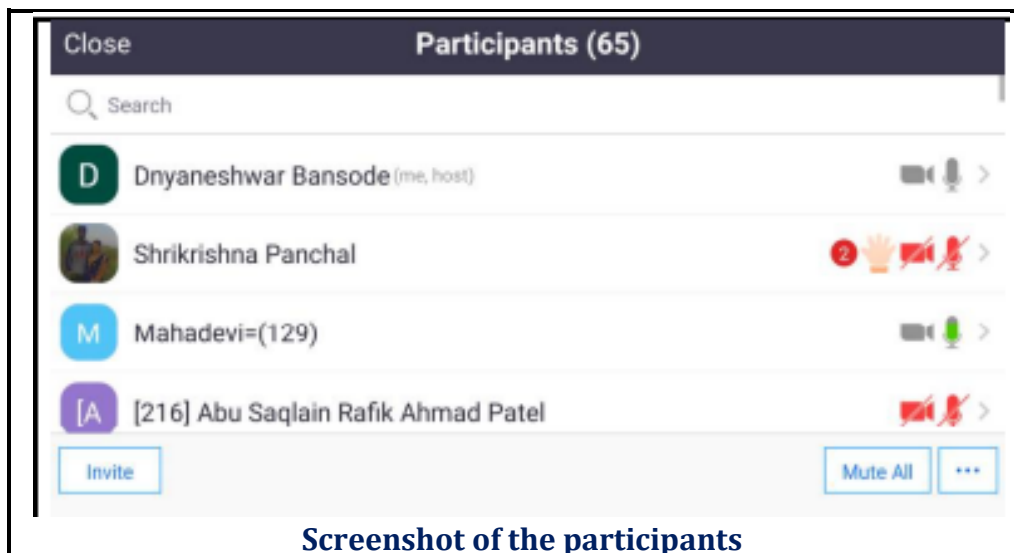 Close Participants (65)
Search
D Dnyaneshwar Bansode (me, host)
Shrikrishna Panchal 2
M Mahadevi=(129)
[A [216] Abu Saqlain Rafik Ahmad Patel
Invite Mute All ...
Screenshot of the participants